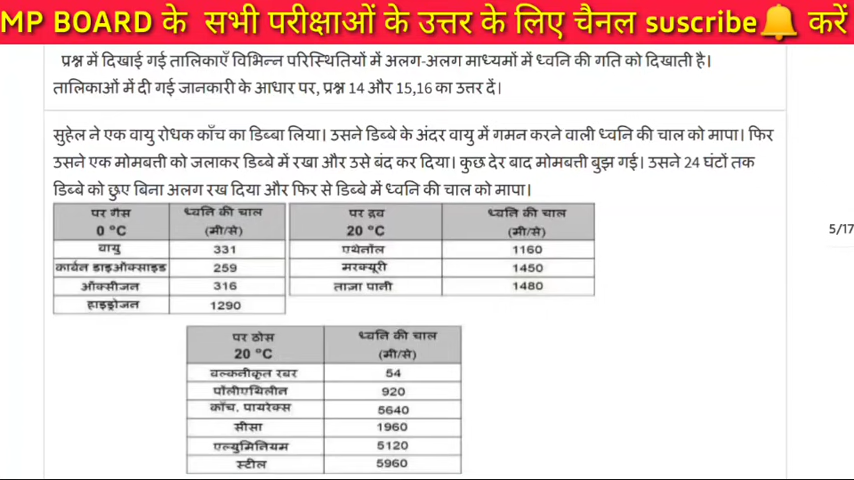 MP BOARD के सभी परीक्षाओं के उत्तर के लिए चैनल suscribe🔔 करें
प्रश्न में दिखाई गई तालिकाएँ विभिन्न परिस्थितियों में अलग-अलग माध्यमों में ध्वनि की गति को दिखाती है।
तालिकाओं में दी गई जानकारी के आधार पर, प्रश्न 14 और 15,16 का उत्तर दें।
सुहेल ने एक वायु रोधक काँच का डिब्बा लिया। उसने डिब्बे के अंदर वायु में गमन करने वाली ध्वनि की चाल को मापा। फिर
उसने एक मोमबत्ती को जलाकर डिब्बे में रखा और उसे बंद कर दिया। कुछ देर बाद मोमबत्ती बुझ गई। उसने 24 घंटों तक
डिब्बे को छुए बिना अलग रख दिया और फिर से डिब्बे में ध्वनि की चाल को मापा।
5/17
पर गैस ध्वनि की चाल
0 °C (मी/से)
वायु 331
कार्बन डाइऑक्साइड 259
ऑक्सीजन 316
हाइड्रोजन 1290
पर द्रव ध्वनि की चाल
20 °C (मी/से)
एथेनॉल 1160
मरक्यूरी 1450
ताजा पानी 1480
पर ठोस ध्वनि की चाल
20 °C (मी/से)
वल्कनीकृत रबर 54
पॉलीएथिलीन 920
काँच, पायरेक्स 5640
सीसा 1960
एल्युमिनियम 5120
स्टील 5960